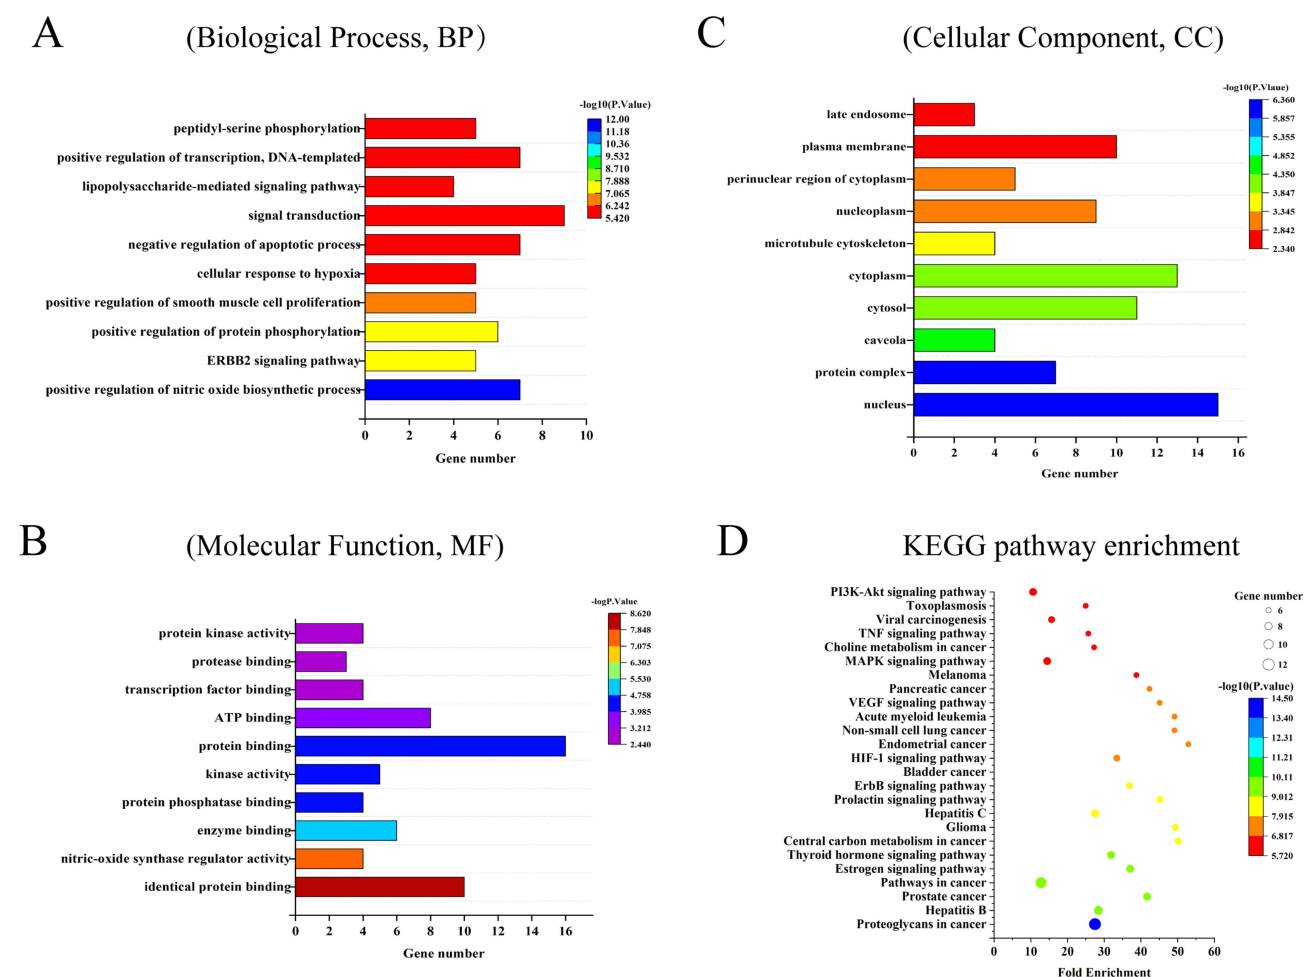 A
(Biological Process, BP）
-log10(P.Value)
12.00
11.18
10.36
9.532
8.710
7.888
7.065
6.242
5.420
peptidyl-serine phosphorylation
positive regulation of transcription, DNA-templated
lipopolysaccharide-mediated signaling pathway
signal transduction
negative regulation of apoptotic process
cellular response to hypoxia
positive regulation of smooth muscle cell proliferation
positive regulation of protein phosphorylation
ERBB2 signaling pathway
positive regulation of nitric oxide biosynthetic process
0 2 4 6 8 10
Gene number
C
(Cellular Component, CC)
-log10(P.Vlaue)
6.360
5.857
5.355
4.852
4.350
3.847
3.345
2.842
2.340
late endosome
plasma membrane
perinuclear region of cytoplasm
nucleoplasm
microtubule cytoskeleton
cytoplasm
cytosol
caveola
protein complex
nucleus
0 2 4 6 8 10 12 14 16
Gene number
B
(Molecular Function, MF)
-logP.Value
8.620
7.848
7.075
6.303
5.530
4.758
3.985
3.212
2.440
protein kinase activity
protease binding
transcription factor binding
ATP binding
protein binding
kinase activity
protein phosphatase binding
enzyme binding
nitric-oxide synthase regulator activity
identical protein binding
0 2 4 6 8 10 12 14 16
Gene number
D
KEGG pathway enrichment
PI3K-Akt signaling pathway
Toxoplasmosis
Viral carcinogenesis
TNF signaling pathway
Choline metabolism in cancer
MAPK signaling pathway
Melanoma
Pancreatic cancer
VEGF signaling pathway
Acute myeloid leukemia
Non-small cell lung cancer
Endometrial cancer
HIF-1 signaling pathway
Bladder cancer
ErbB signaling pathway
Prolactin signaling pathway
Hepatitis C
Glioma
Central carbon metabolism in cancer
Thyroid hormone signaling pathway
Estrogen signaling pathway
Pathways in cancer
Prostate cancer
Hepatitis B
Proteoglycans in cancer
0 10 20 30 40 50 60
Fold Enrichment
Gene number
6
8
10
12
-log10(P.value)
14.50
13.40
12.31
11.21
10.11
9.012
7.915
6.817
5.720